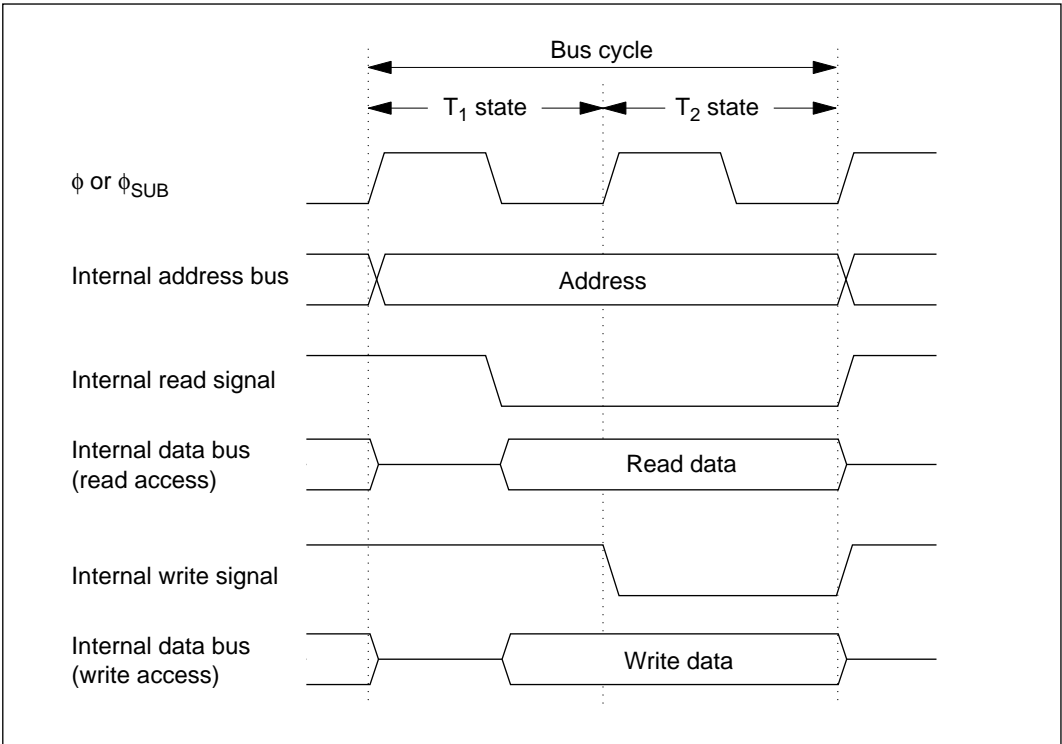 Bus cycle
T₁ state
T₂ state
ϕ or ϕSUB
Internal address bus
Address
Internal read signal
Internal data bus
(read access)
Read data
Internal write signal
Internal data bus
(write access)
Write data